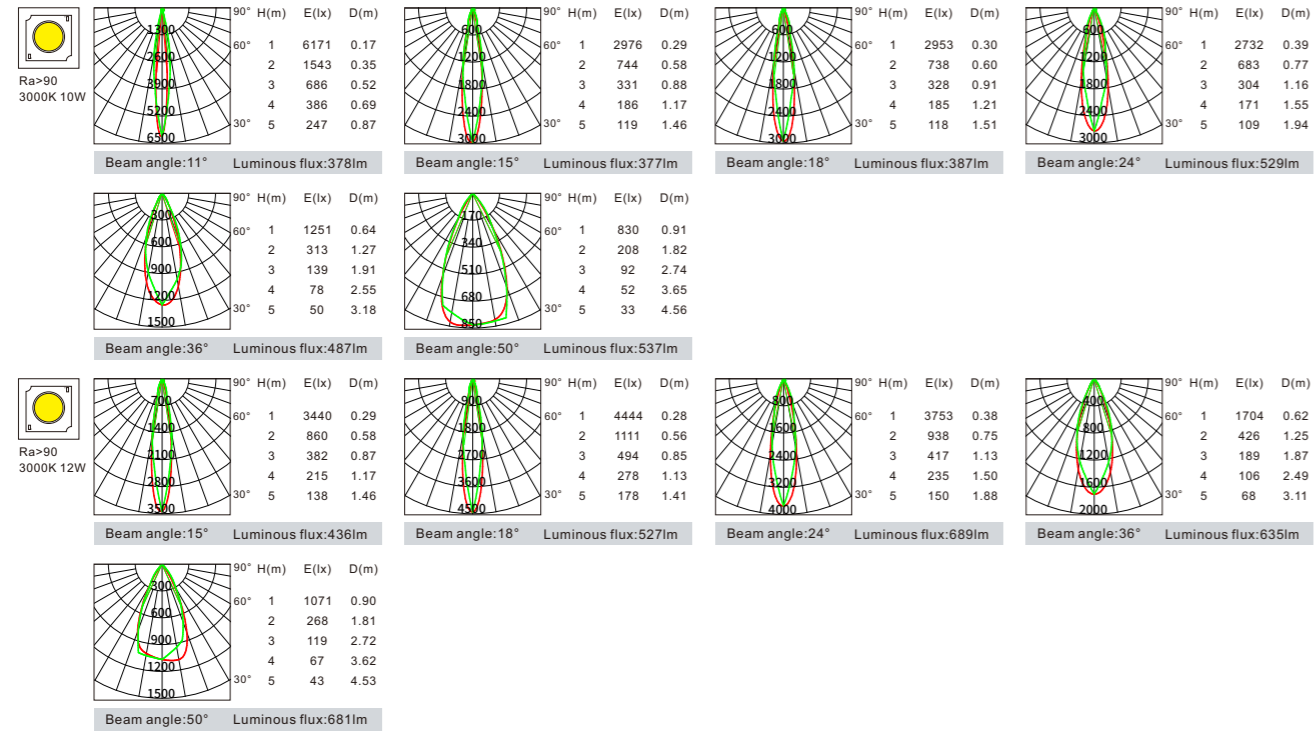 Ra>90
3000K 10W
90° H(m) E(lx) D(m)
1300
60° 1 6171 0.17
2600
2 1543 0.35
3900
3 686 0.52
5200
4 386 0.69
30° 5 247 0.87
6500
Beam angle:11° Luminous flux:378lm
90° H(m) E(lx) D(m)
600
60° 1 2976 0.29
1200
2 744 0.58
1800
3 331 0.88
2400
4 186 1.17
30° 5 119 1.46
3000
Beam angle:15° Luminous flux:377lm
90° H(m) E(lx) D(m)
600
60° 1 2953 0.30
1200
2 738 0.60
1800
3 328 0.91
2400
4 185 1.21
30° 5 118 1.51
3000
Beam angle:18° Luminous flux:387lm
90° H(m) E(lx) D(m)
600
60° 1 2732 0.39
1200
2 683 0.77
1800
3 304 1.16
2400
4 171 1.55
30° 5 109 1.94
3000
Beam angle:24° Luminous flux:529lm
90° H(m) E(lx) D(m)
300
60° 1 1251 0.64
600
2 313 1.27
900
3 139 1.91
1200
4 78 2.55
30° 5 50 3.18
1500
Beam angle:36° Luminous flux:487lm
90° H(m) E(lx) D(m)
170
60° 1 830 0.91
340
2 208 1.82
510
3 92 2.74
680
4 52 3.65
30° 5 33 4.56
850
Beam angle:50° Luminous flux:537lm
Ra>90
3000K 12W
90° H(m) E(lx) D(m)
700
60° 1 3440 0.29
1400
2 860 0.58
2100
3 382 0.87
2800
4 215 1.17
30° 5 138 1.46
3500
Beam angle:15° Luminous flux:436lm
90° H(m) E(lx) D(m)
900
60° 1 4444 0.28
1800
2 1111 0.56
2700
3 494 0.85
3600
4 278 1.13
30° 5 178 1.41
4500
Beam angle:18° Luminous flux:527lm
90° H(m) E(lx) D(m)
800
60° 1 3753 0.38
1600
2 938 0.75
2400
3 417 1.13
3200
4 235 1.50
30° 5 150 1.88
4000
Beam angle:24° Luminous flux:689lm
90° H(m) E(lx) D(m)
400
60° 1 1704 0.62
800
2 426 1.25
1200
3 189 1.87
1600
4 106 2.49
30° 5 68 3.11
2000
Beam angle:36° Luminous flux:635lm
90° H(m) E(lx) D(m)
300
60° 1 1071 0.90
600
2 268 1.81
900
3 119 2.72
1200
4 67 3.62
30° 5 43 4.53
1500
Beam angle:50° Luminous flux:681lm